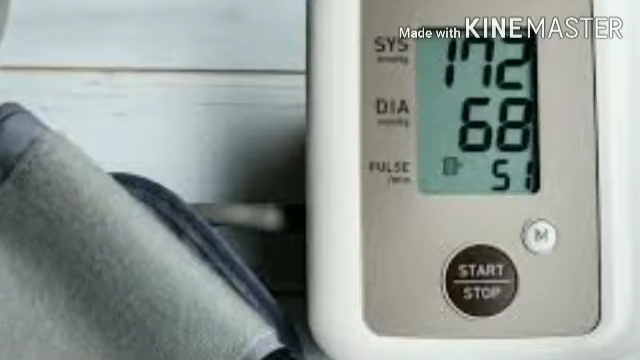 Made with KINEMASTER
SYS
mmHg
172
DIA
mmHg
68
PULSE
/min
51
M
START
STOP